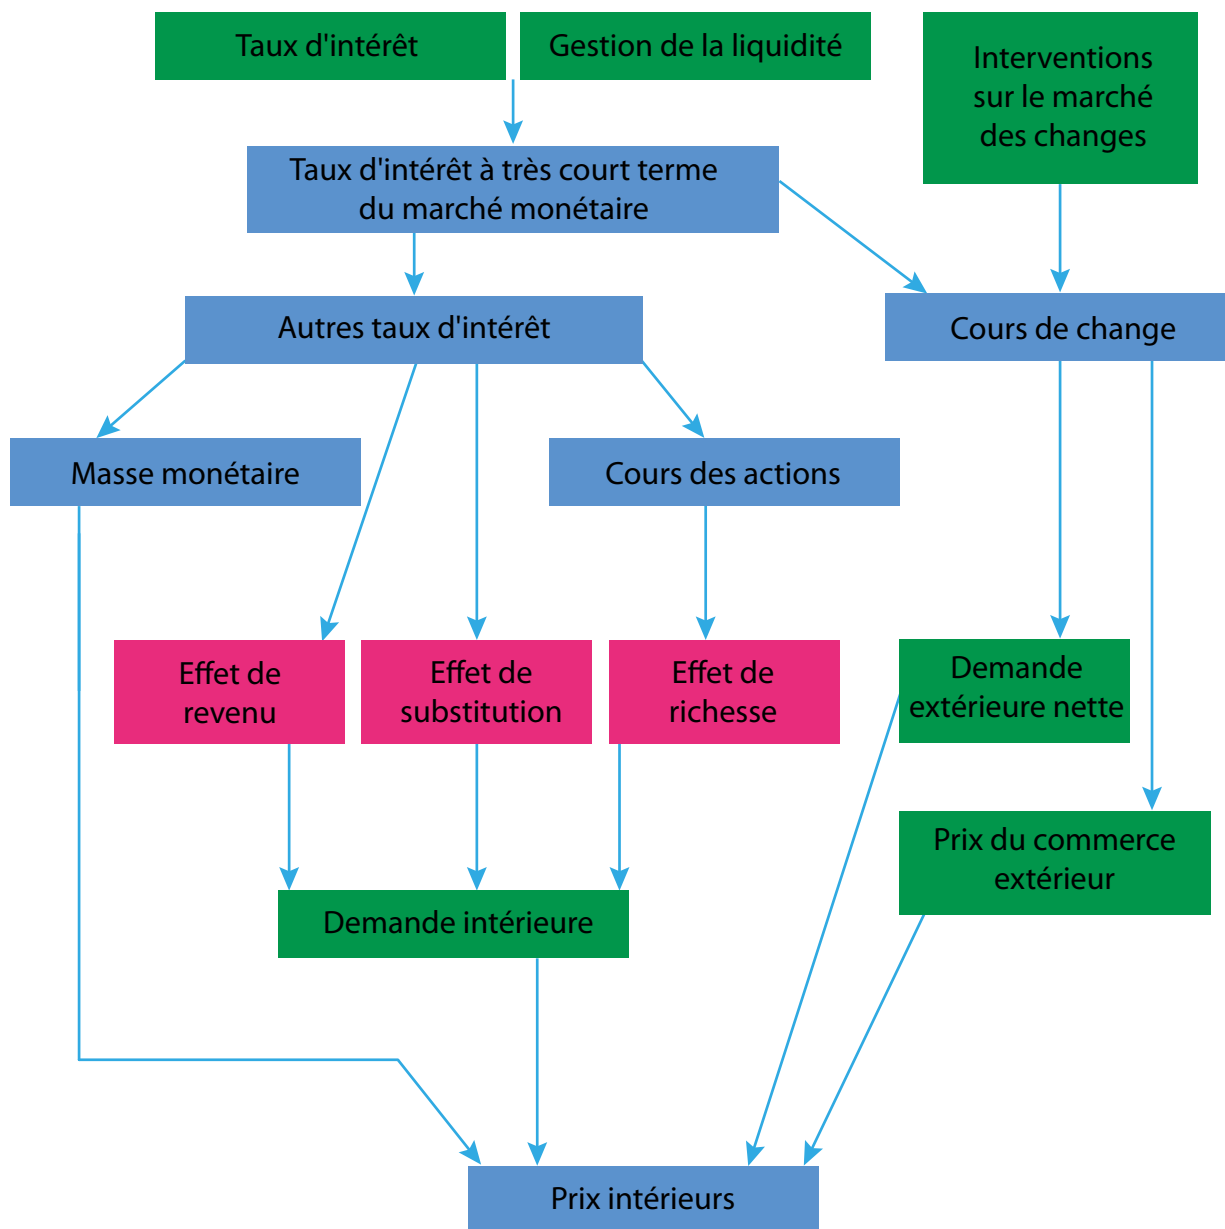 Taux d'intérêt
Gestion de la liquidité
Interventions
sur le marché
des changes
Taux d'intérêt à très court terme
du marché monétaire
Autres taux d'intérêt
Cours de change
Masse monétaire
Cours des actions
Effet de
revenu
Effet de
substitution
Effet de
richesse
Demande
extérieure nette
Prix du commerce
extérieur
Demande intérieure
Prix intérieurs